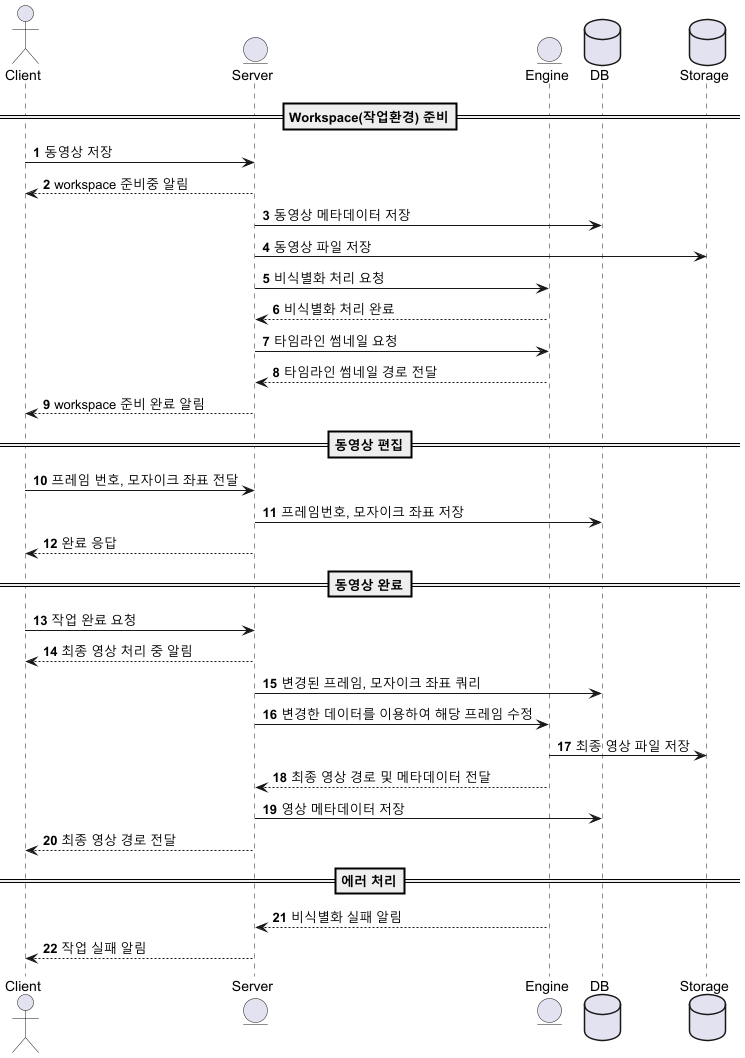 Client
Server
Engine
DB
Storage
Workspace(작업환경) 준비
1 동영상 저장
2 workspace 준비중 알림
3 동영상 메타데이터 저장
4 동영상 파일 저장
5 비식별화 처리 요청
6 비식별화 처리 완료
7 타임라인 썸네일 요청
8 타임라인 썸네일 경로 전달
9 workspace 준비 완료 알림
동영상 편집
10 프레임 번호, 모자이크 좌표 전달
11 프레임번호, 모자이크 좌표 저장
12 완료 응답
동영상 완료
13 작업 완료 요청
14 최종 영상 처리 중 알림
15 변경된 프레임, 모자이크 좌표 쿼리
16 변경한 데이터를 이용하여 해당 프레임 수정
17 최종 영상 파일 저장
18 최종 영상 경로 및 메타데이터 전달
19 영상 메타데이터 저장
20 최종 영상 경로 전달
에러 처리
21 비식별화 실패 알림
22 작업 실패 알림
Client
Server
Engine
DB
Storage